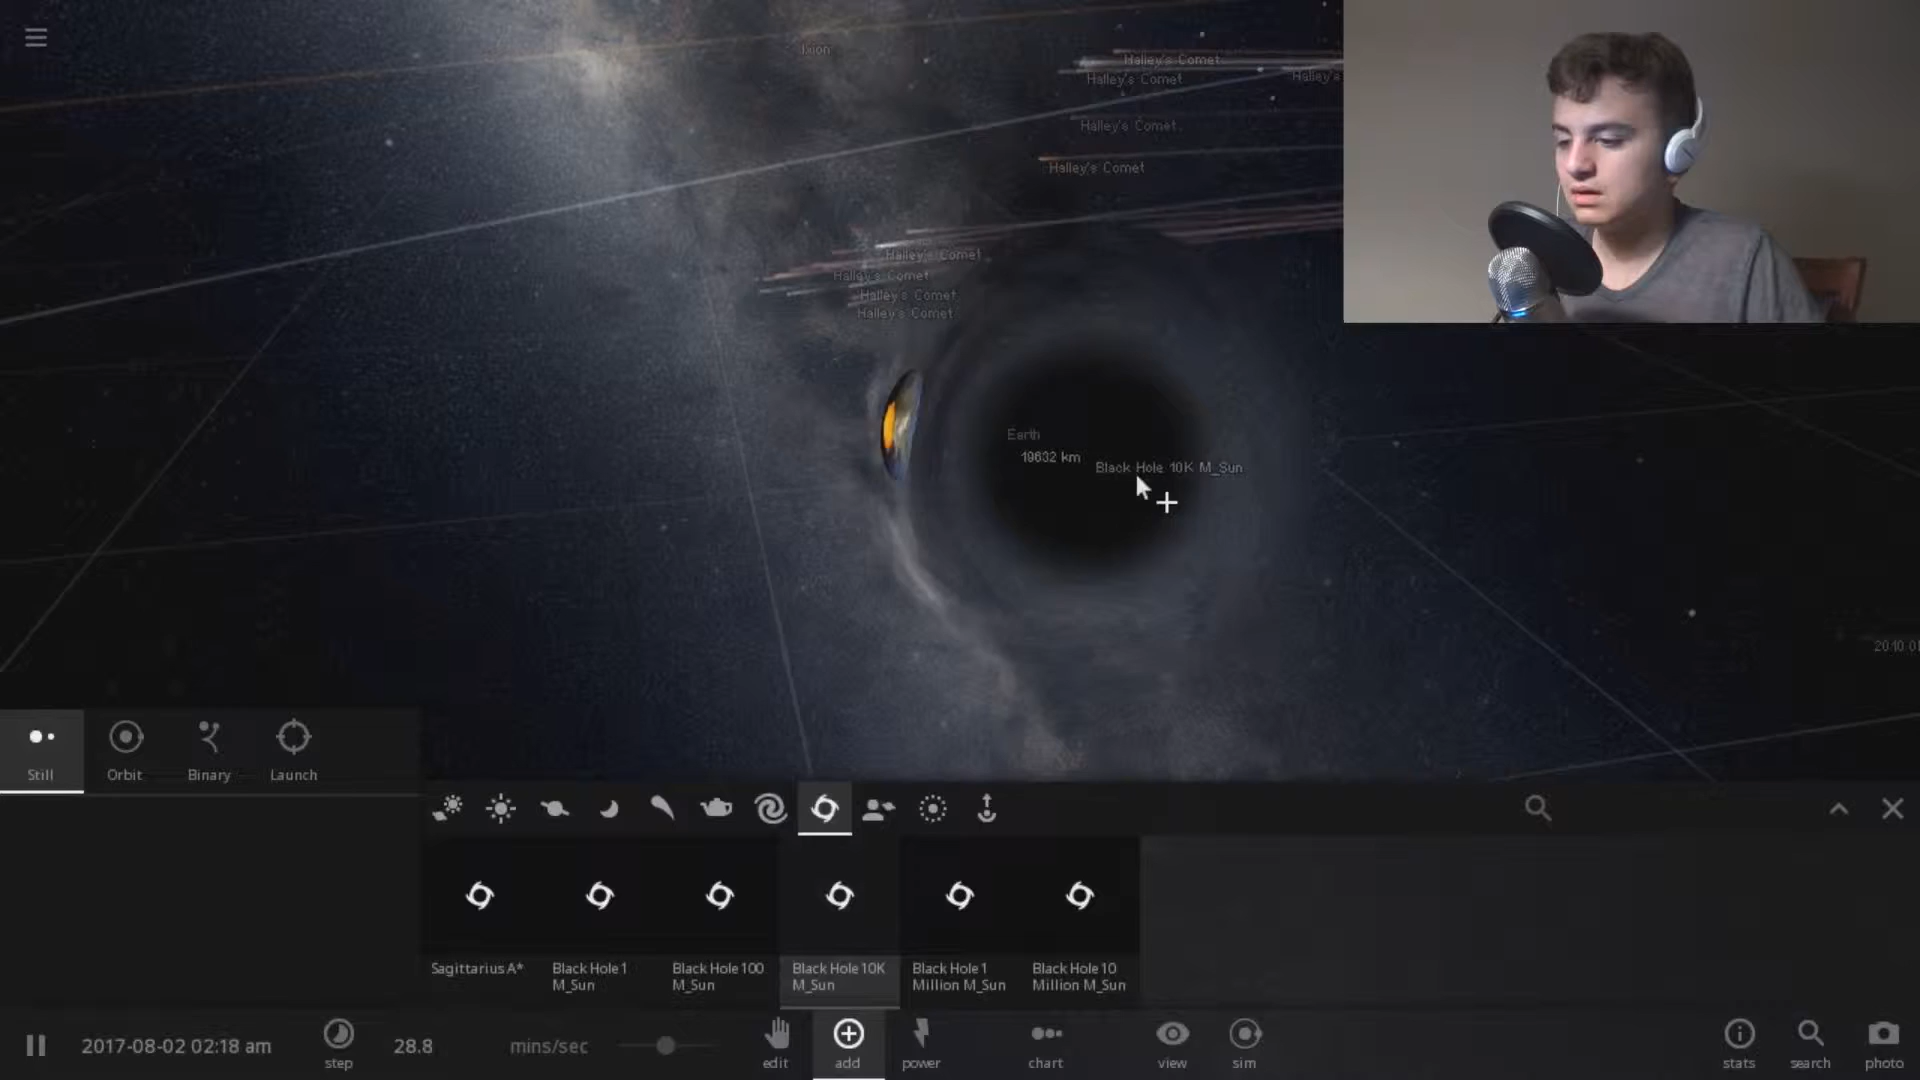 Ixion
Halley's Comet
Halley's Comet
Halley's
Halley's Comet
Halley's Comet
Halley's Comet
Halley's Comet
Halley's Comet
Halley's Comet
Earth
19632 km
Black Hole 10K M_Sun
Still
Orbit
Binary
Launch
Sagittarius A*
Black Hole 1
M_Sun
Black Hole 100
M_Sun
Black Hole 10K
M_Sun
Black Hole 1
Million M_Sun
Black Hole 10
Million M_Sun
2017-08-02 02:18 am
step
28.8
mins/sec
edit
add
power
chart
view
sim
stats
search
photo